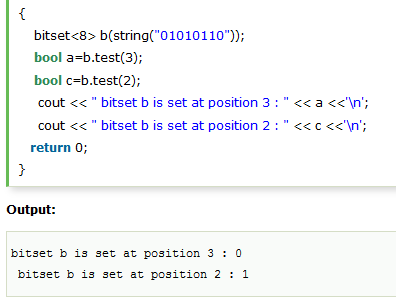 {
bitset<8> b(string("01010110"));
bool a=b.test(3);
bool c=b.test(2);
cout << " bitset b is set at position 3 : " << a <<'\n';
cout << " bitset b is set at position 2 : " << c <<'\n';
return 0;
}
Output:
bitset b is set at position 3 : 0
bitset b is set at position 2 : 1